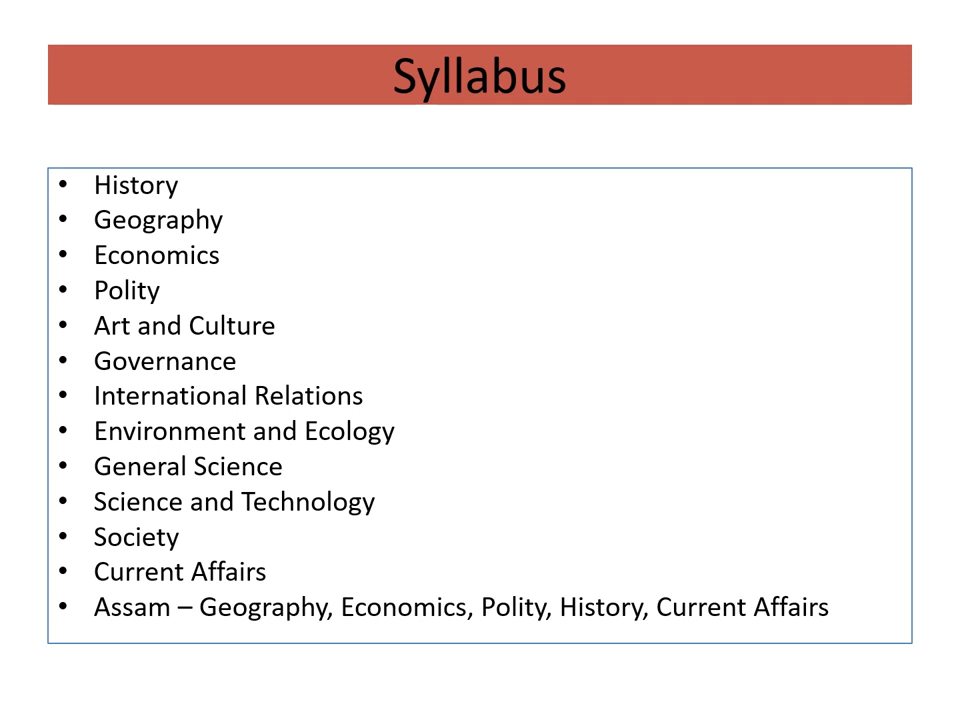 Syllabus
• History
• Geography
• Economics
• Polity
• Art and Culture
• Governance
• International Relations
• Environment and Ecology
• General Science
• Science and Technology
• Society
• Current Affairs
• Assam – Geography, Economics, Polity, History, Current Affairs